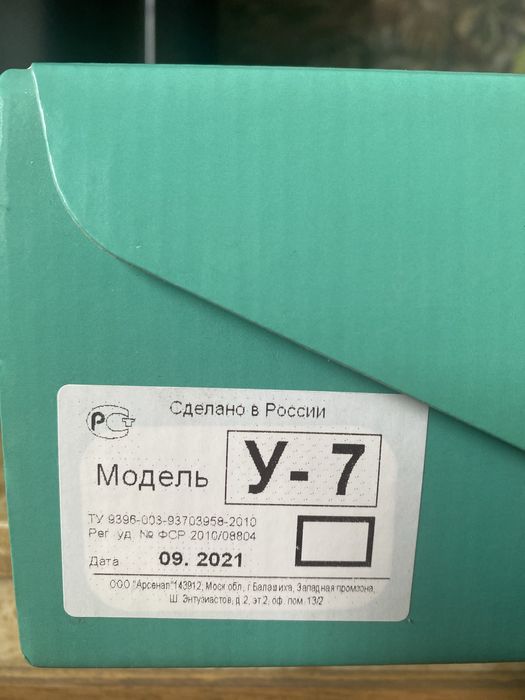 Сделано в России
РСТ
Модель У-7
ТУ 9396-003-93703958-2010
Рег. уд. № ФСР 2010/08804
Дата 09. 2021
ООО "Арсенал" 143912, Моск обл., г.Балашиха, Западная промзона,
Ш. Энтузиастов, д.2, эт.2, оф. пом. 13/2